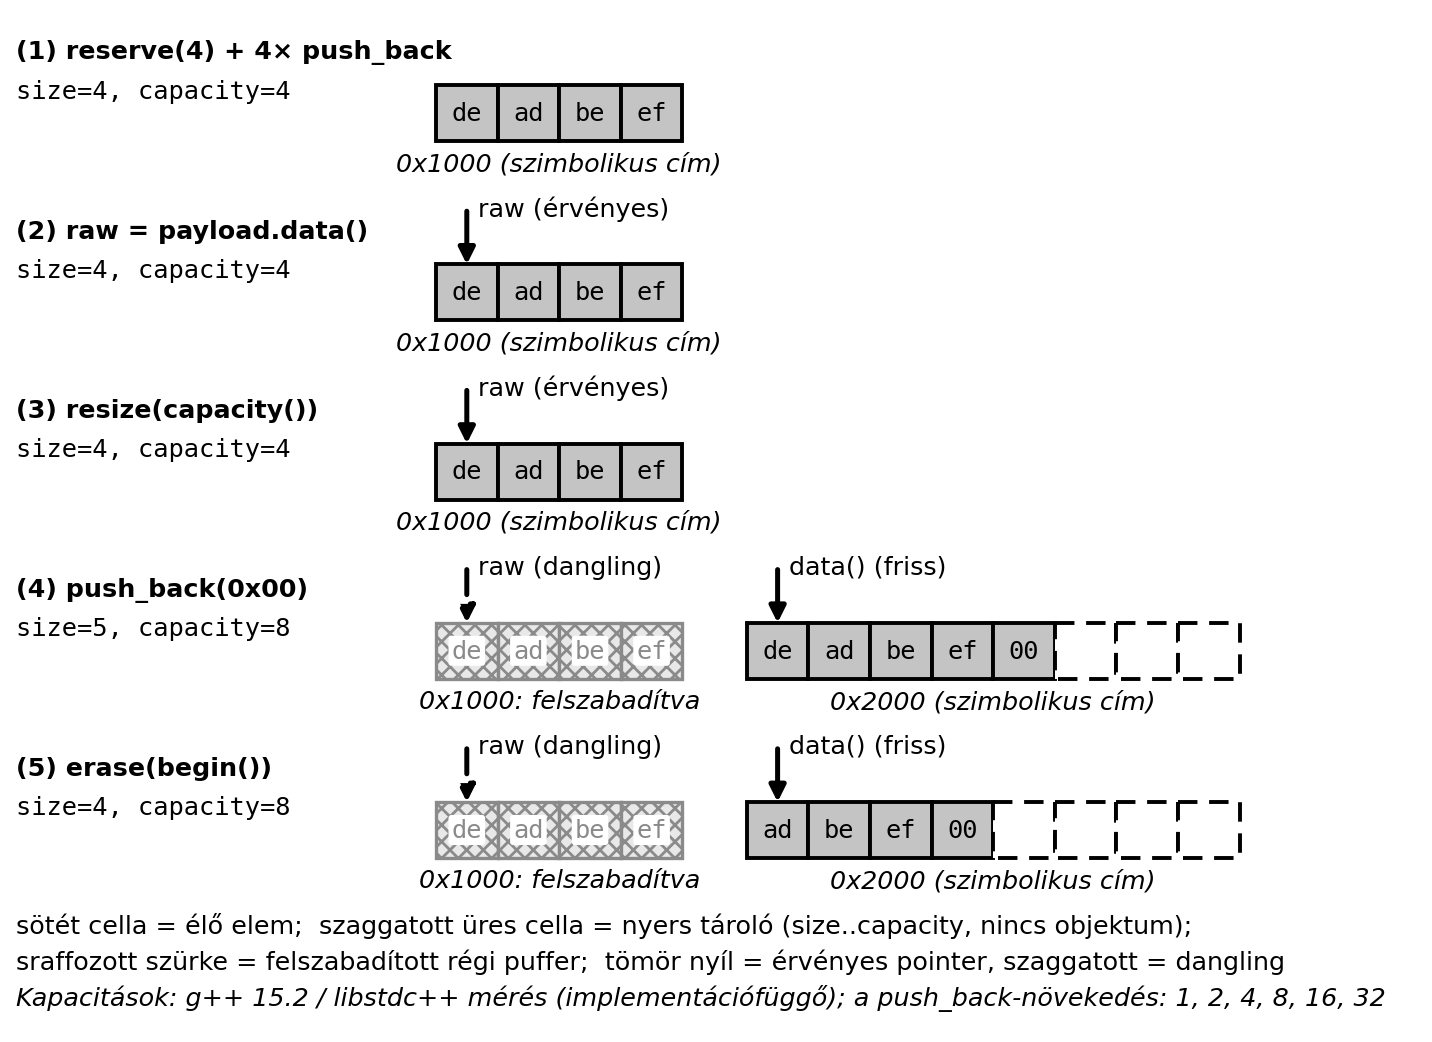 (1) reserve(4) + 4× push_back
size=4, capacity=4
de ad be ef
0x1000 (szimbolikus cím)
raw (érvényes)
(2) raw = payload.data()
size=4, capacity=4
de ad be ef
0x1000 (szimbolikus cím)
raw (érvényes)
(3) resize(capacity())
size=4, capacity=4
de ad be ef
0x1000 (szimbolikus cím)
raw (dangling) data() (friss)
(4) push_back(0x00)
size=5, capacity=8
de ad be ef de ad be ef 00
0x1000: felszabadítva 0x2000 (szimbolikus cím)
raw (dangling) data() (friss)
(5) erase(begin())
size=4, capacity=8
de ad be ef ad be ef 00
0x1000: felszabadítva 0x2000 (szimbolikus cím)
sötét cella = élő elem; szaggatott üres cella = nyers tároló (size..capacity, nincs objektum);
sraffozott szürke = felszabadított régi puffer; tömör nyíl = érvényes pointer, szaggatott = dangling
Kapacitások: g++ 15.2 / libstdc++ mérés (implementációfüggő); a push_back-növekedés: 1, 2, 4, 8, 16, 32